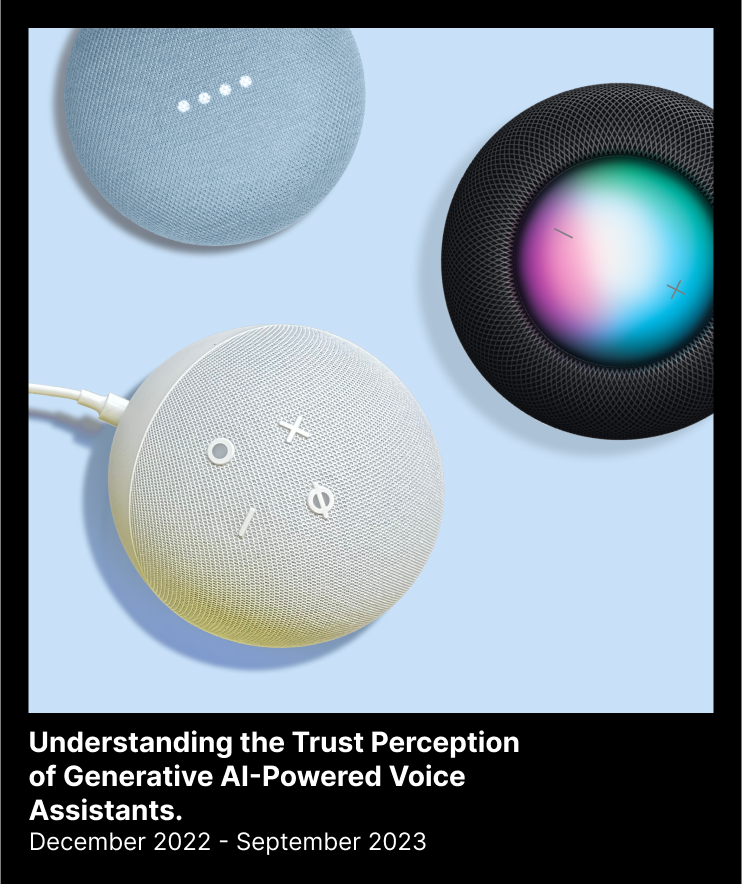 Understanding the Trust Perception
of Generative AI-Powered Voice
Assistants.
December 2022 - September 2023